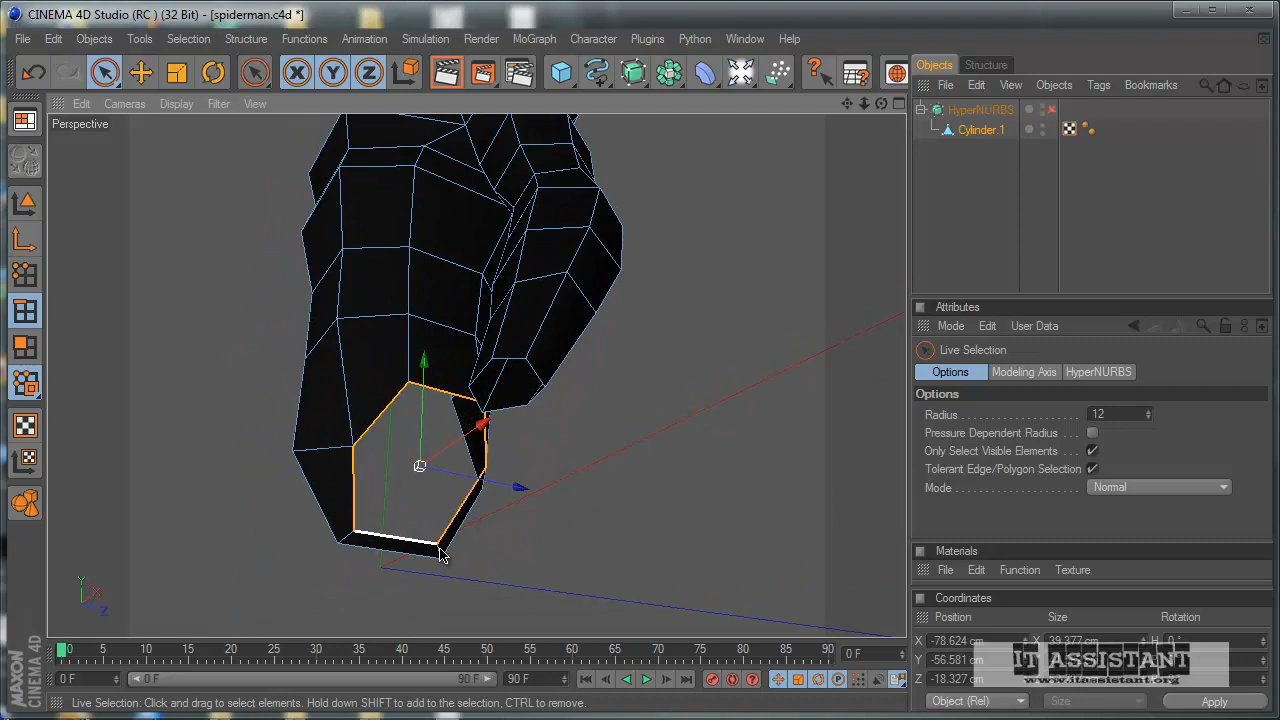 CINEMA 4D Studio (RC ) (32 Bit) - [spiderman.c4d *]
File Edit Objects Tools Selection Structure Functions Animation Simulation Render MoGraph Character Plugins Python Window Help
Objects Structure
File Edit View Objects Tags Bookmarks
Edit Cameras Display Filter View
Perspective
HyperNURBS
Cylinder.1
Attributes
Mode Edit User Data
Live Selection
Options Modeling Axis HyperNURBS
Options
Radius 12
Pressure Dependent Radius
Only Select Visible Elements
Tolerant Edge/Polygon Selection
Mode Normal
Materials
File Edit Function Texture
Coordinates
Position Size Rotation
X -78.624 cm X 39.377 cm H 0 °
Y -56.581 cm
Z -18.327 cm
Object (Rel) Size Apply
IT ASSISTANT
www.itassistant.org
0 5 10 15 20 25 30 35 40 45 50 55 60 65 70 75 80 85 90 0 F
0 F 0 F 90 F 90 F
Live Selection: Click and drag to select elements. Hold down SHIFT to add to the selection, CTRL to remove.
MAXON
CINEMA 4D
Y
X
Z